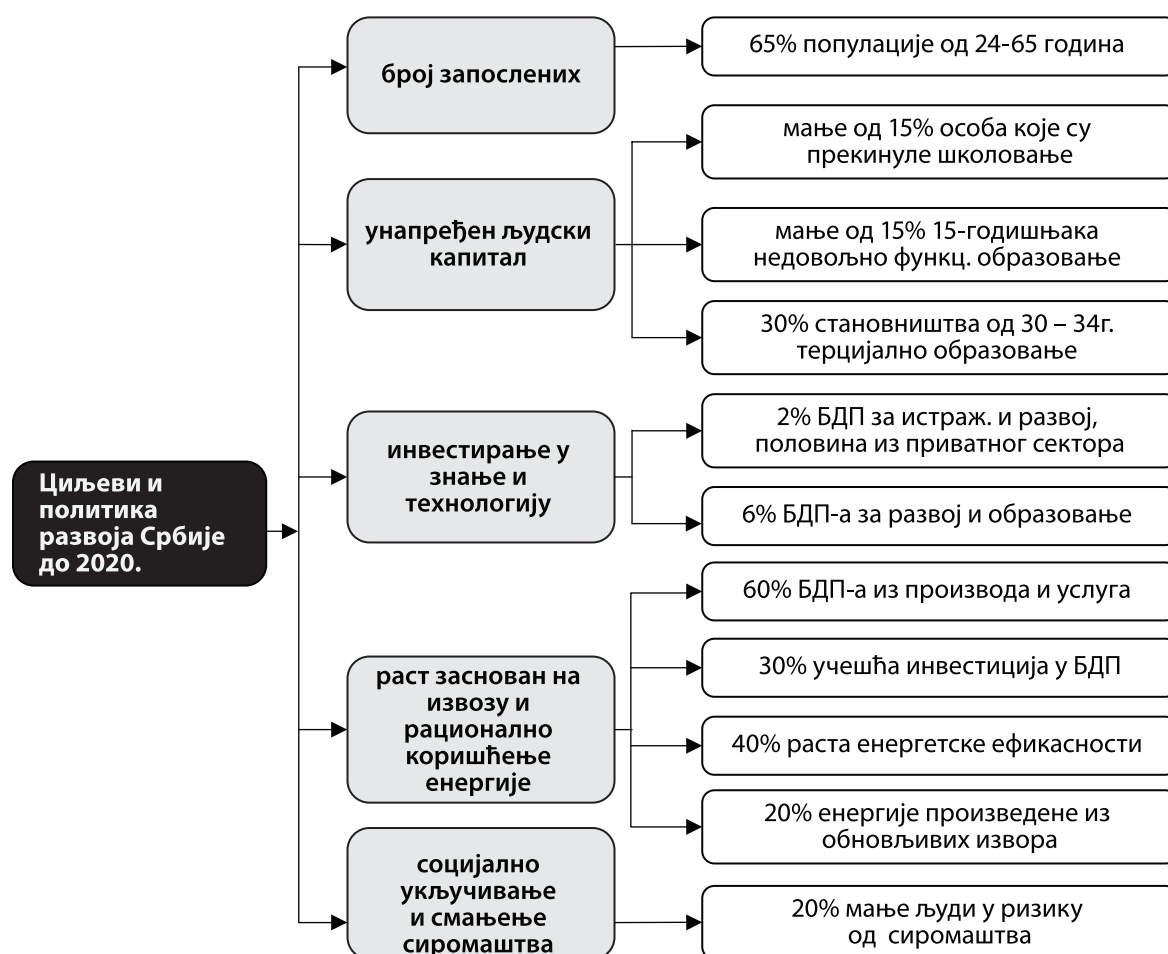 Циљеви и
политика
развоја Србије
до 2020.
број запослених
65% популације од 24-65 година
унапређен људски
капитал
мање од 15% особа које су
прекинуле школовање
мање од 15% 15-годишњака
недовољно функц. образовање
30% становништва од 30 – 34г.
терцијално образовање
инвестирање у
знање и
технологију
2% БДП за истраж. и развој,
половина из приватног сектора
6% БДП-а за развој и образовање
раст заснован на
извозу и
рационално
коришћење
енергије
60% БДП-а из производа и услуга
30% учешћа инвестиција у БДП
40% раста енергетске ефикасности
20% енергије произведене из
обновљивих извора
социјално
укључивање
и смањење
сиромаштва
20% мање људи у ризику
од сиромаштва